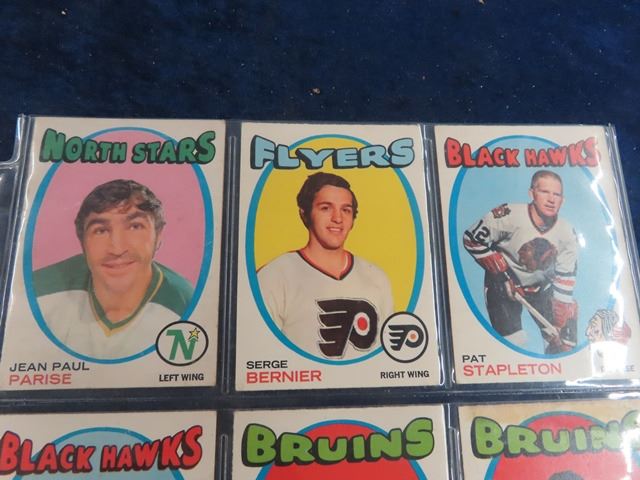 NORTH STARS
JEAN PAUL
PARISE
N
LEFT WING
FLYERS
SERGE
BERNIER
RIGHT WING
BLACK HAWKS
12
PAT
STAPLETON
BLACK HAWKS
BRUINS
BRUINS